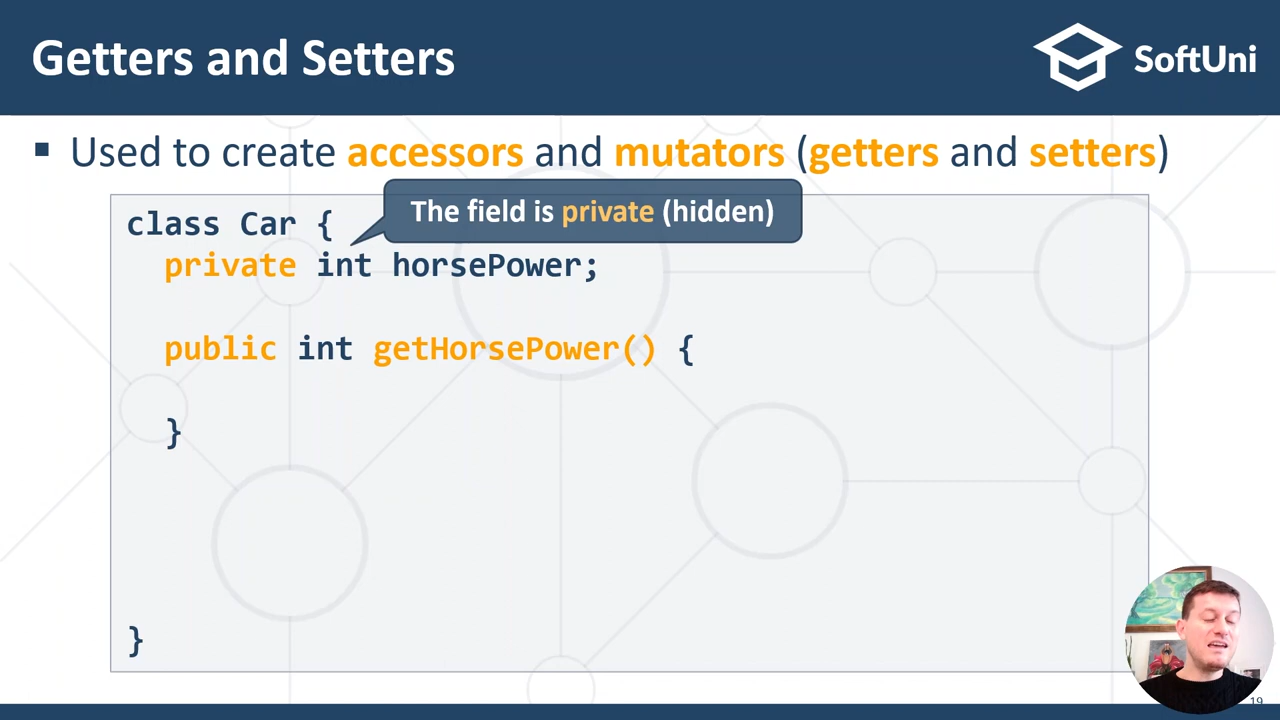 Getters and Setters
SoftUni
▪ Used to create accessors and mutators (getters and setters)
The field is private (hidden)
class Car {
private int horsePower;
public int getHorsePower() {
}
}
19